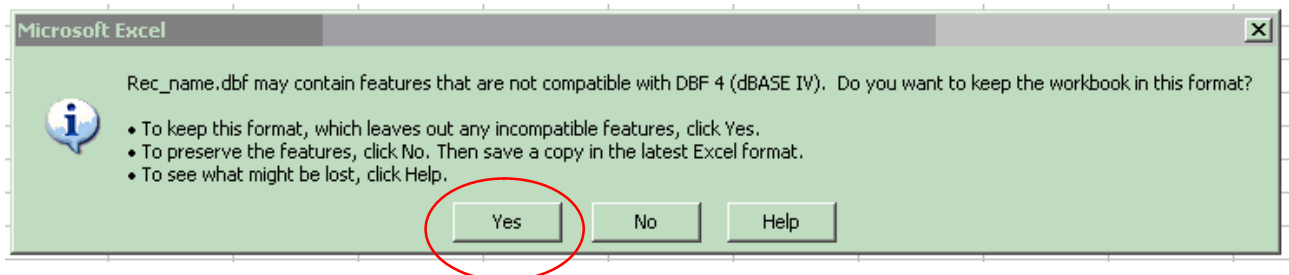 Microsoft Excel
Rec_name.dbf may contain features that are not compatible with DBF 4 (dBASE IV).  Do you want to keep the workbook in this format?
• To keep this format, which leaves out any incompatible features, click Yes.
• To preserve the features, click No. Then save a copy in the latest Excel format.
• To see what might be lost, click Help.
Yes No Help